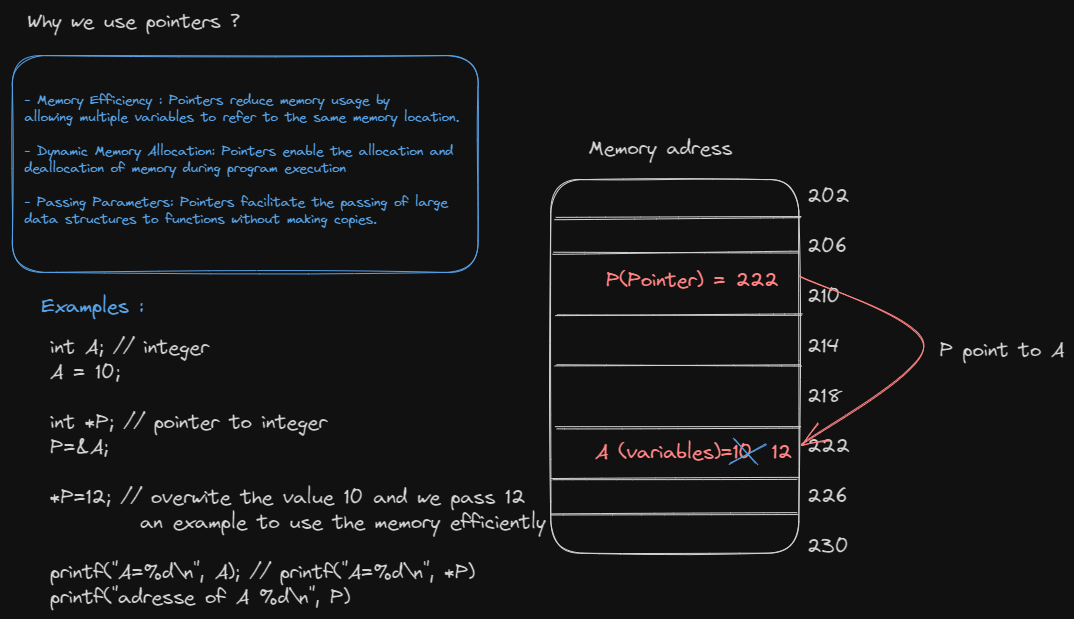 Why we use pointers ?
- Memory Efficiency : Pointers reduce memory usage by
allowing multiple variables to refer to the same memory location.
- Dynamic Memory Allocation: Pointers enable the allocation and
deallocation of memory during program execution
- Passing Parameters: Pointers facilitate the passing of large
data structures to functions without making copies.
Examples :
int A; // integer
A = 10;
int *P; // pointer to integer
P=&A;
*P=12; // overwite the value 10 and we pass 12
an example to use the memory efficiently
printf("A=%d\n", A); // printf("A=%d\n", *P)
printf("adresse of A %d\n", P)
Memory adress
202
206
P(Pointer) = 222
210
214
P point to A
218
A (variables)=10 12
222
226
230